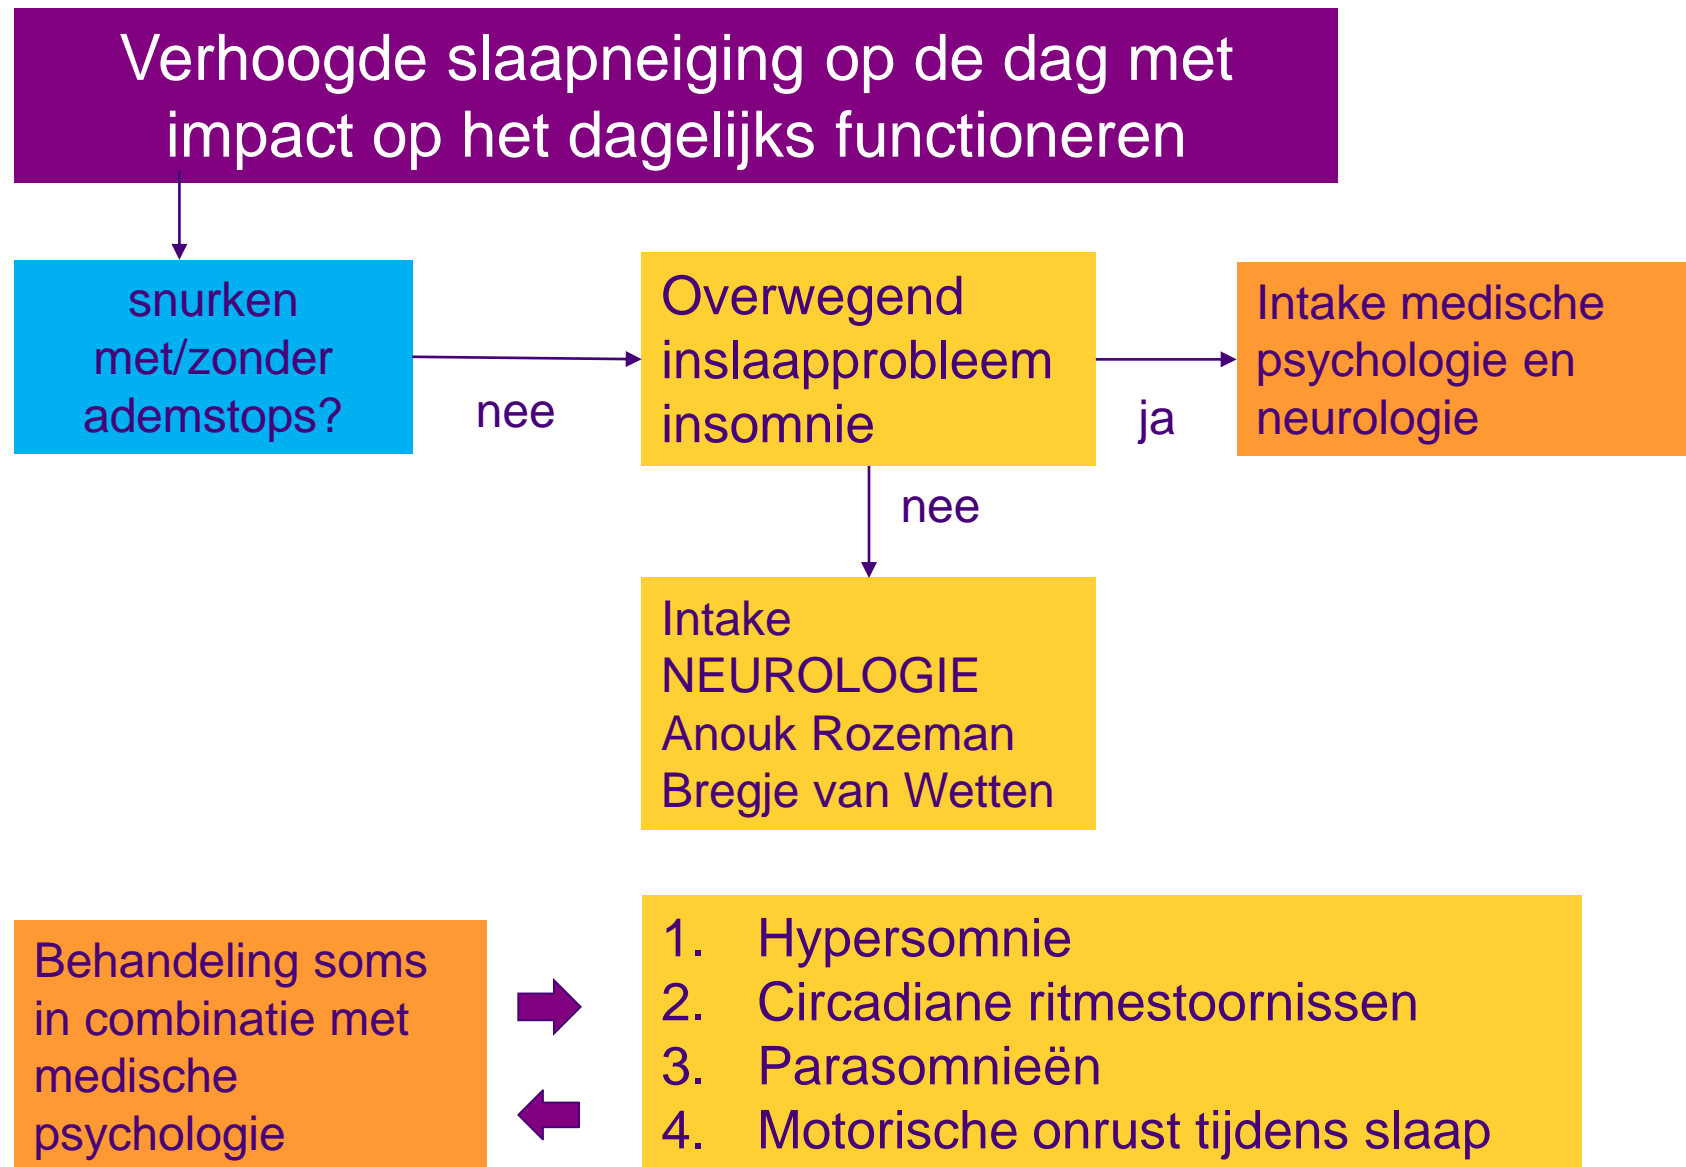 Verhoogde slaapneiging op de dag met
impact op het dagelijks functioneren
snurken
met/zonder
ademstops?
nee
Overwegend
inslaapprobleem
insomnie
ja
Intake medische
psychologie en
neurologie
nee
Intake
NEUROLOGIE
Anouk Rozeman
Bregje van Wetten
Behandeling soms
in combinatie met
medische
psychologie
1. Hypersomnie
2. Circadiane ritmestoornissen
3. Parasomnieën
4. Motorische onrust tijdens slaap